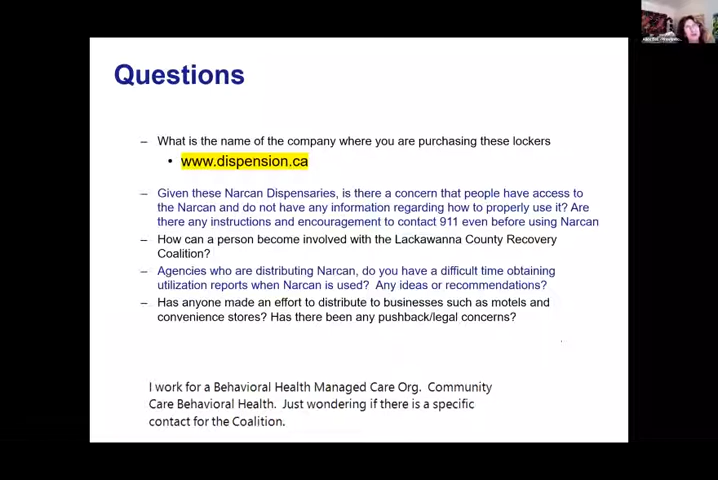 Questions
– What is the name of the company where you are purchasing these lockers
• www.dispension.ca
– Given these Narcan Dispensaries, is there a concern that people have access to
the Narcan and do not have any information regarding how to properly use it? Are
there any instructions and encouragement to contact 911 even before using Narcan
– How can a person become involved with the Lackawanna County Recovery
Coalition?
– Agencies who are distributing Narcan, do you have a difficult time obtaining
utilization reports when Narcan is used? Any ideas or recommendations?
– Has anyone made an effort to distribute to businesses such as motels and
convenience stores? Has there been any pushback/legal concerns?
I work for a Behavioral Health Managed Care Org. Community
Care Behavioral Health. Just wondering if there is a specific
contact for the Coalition.